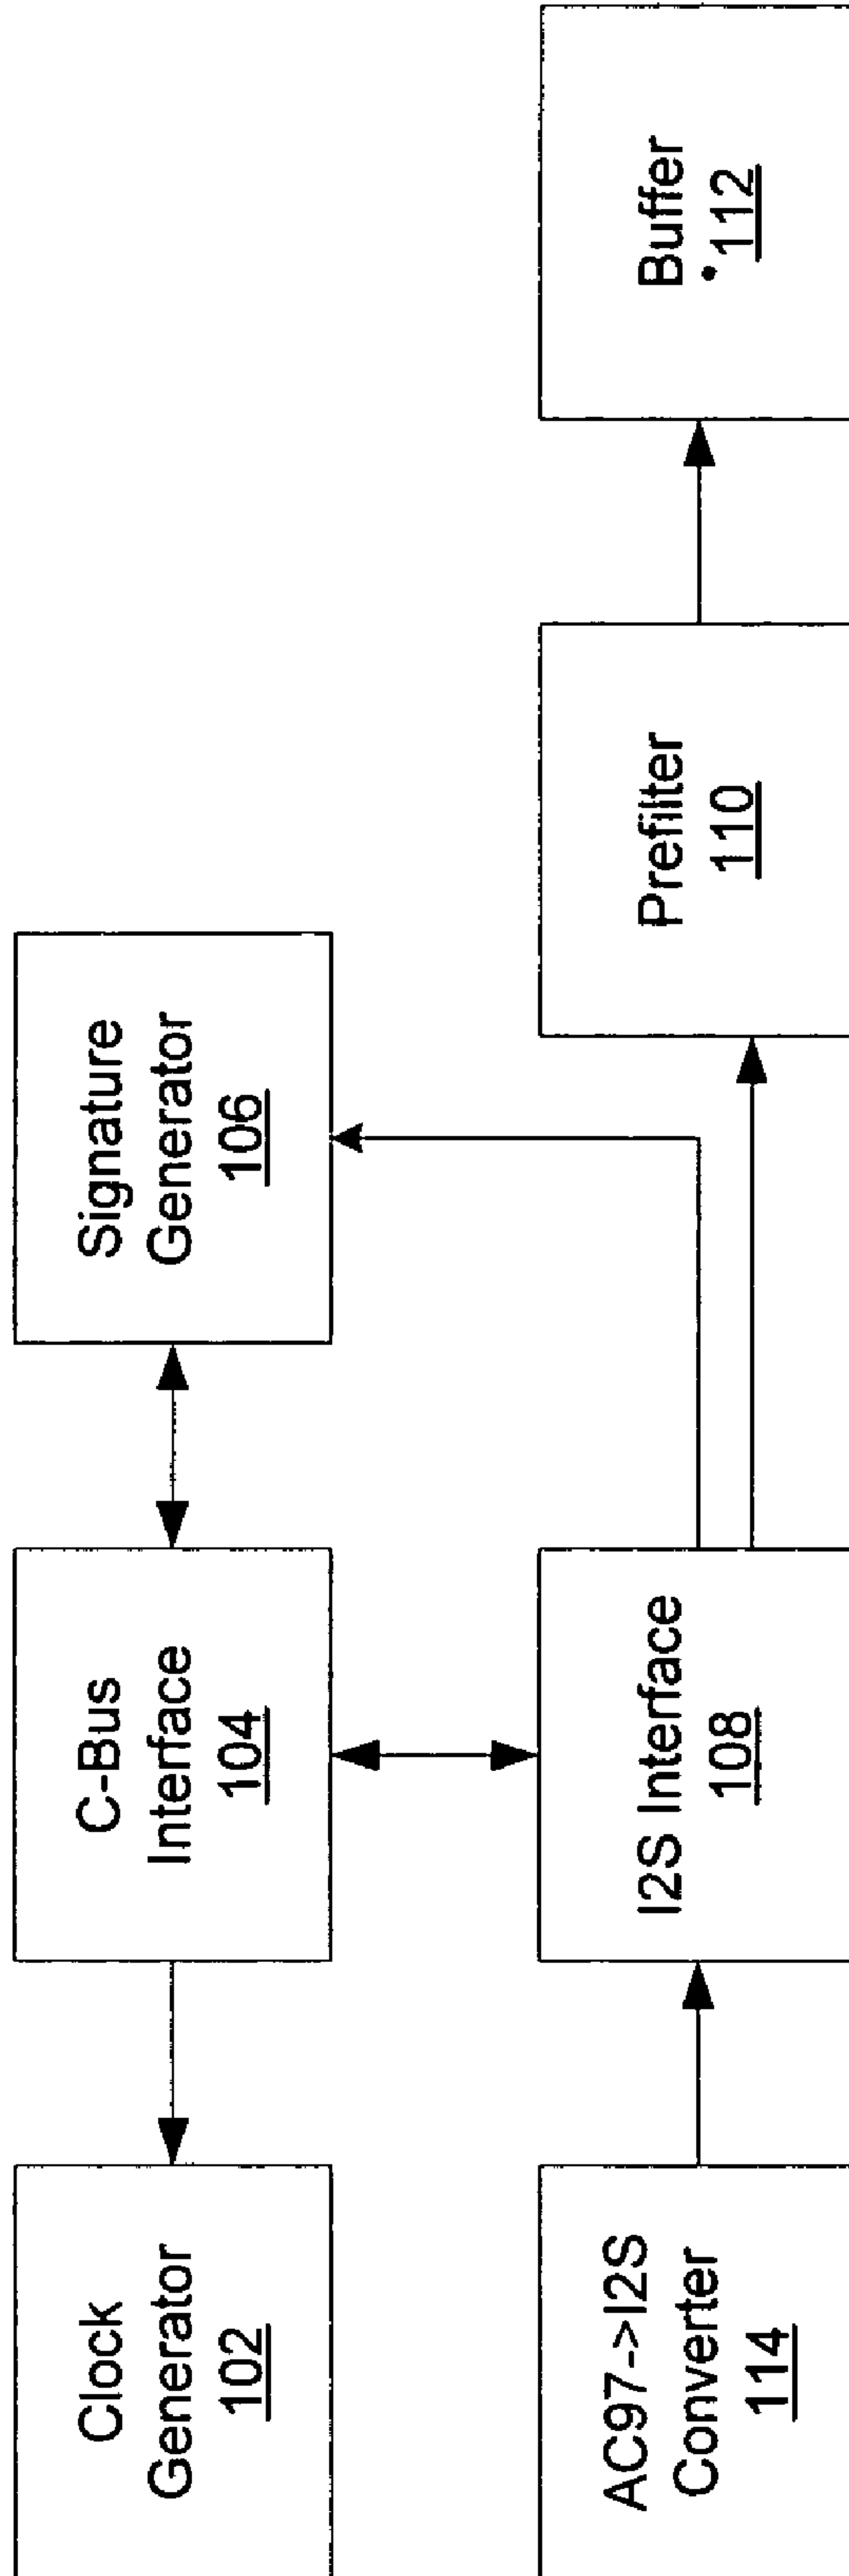 Clock
Generator
102
C-Bus
Interface
104
Signature
Generator
106
AC97->I2S
Converter
114
I2S Interface
108
Prefilter
110
Buffer
112